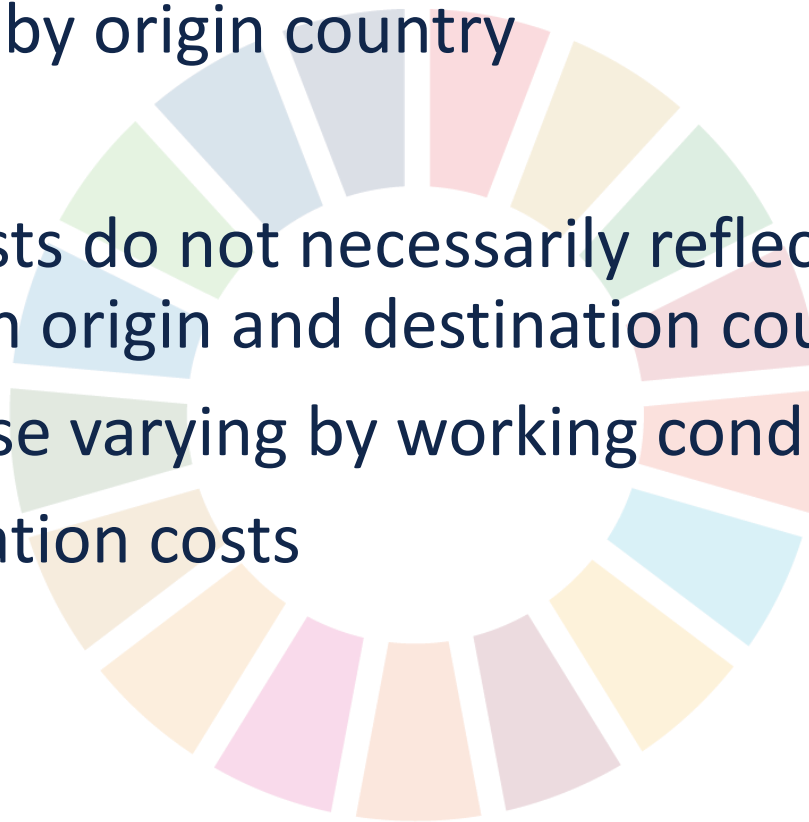 by origin country
sts do not necessarily reflec
n origin and destination cou
se varying by working cond
ation costs